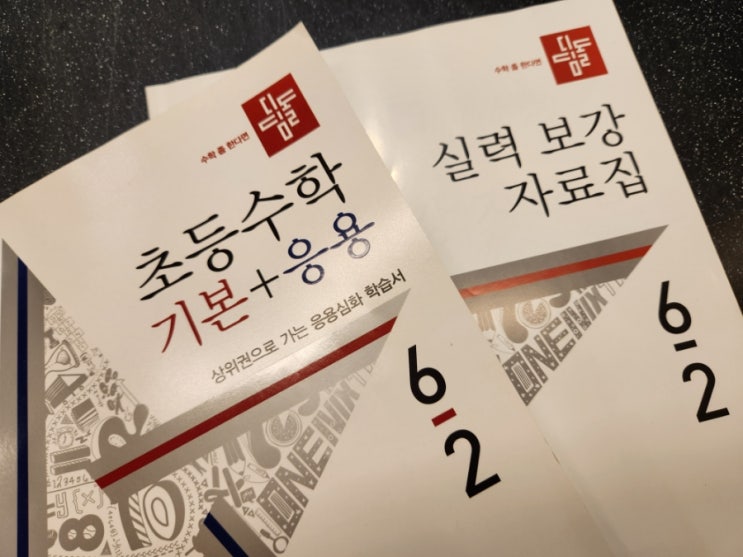 수학 좀 한다면
디딤돌
초등수학
기본+응용
상위권으로 가는 응용심화 학습서
6-2
수학 좀 한다면
디딤돌
실력 보강
자료집
6-2
ONE
ONE